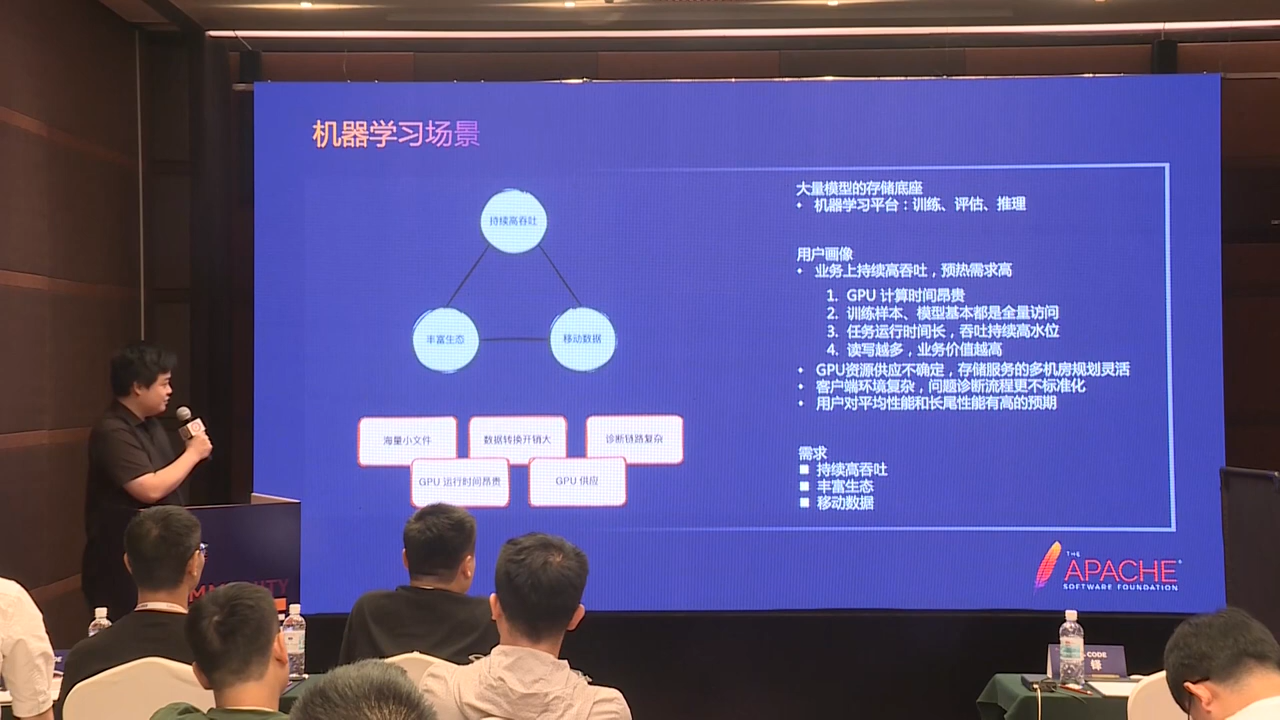 机器学习场景
持续高吞吐
丰富生态
移动数据
海量小文件
数据转换开销大
诊断链路复杂
GPU 运行时间昂贵
GPU 供应
大量模型的存储底座
• 机器学习平台：训练、评估、推理
用户画像
• 业务上持续高吞吐，预热需求高
1. GPU 计算时间昂贵
2. 训练样本、模型基本都是全量访问
3. 任务运行时间长，吞吐持续高水位
4. 读写越多，业务价值越高
• GPU资源供应不确定，存储服务的多机房规划灵活
• 客户端环境复杂，问题诊断流程更不标准化
• 用户对平均性能和长尾性能有高的预期
需求
■ 持续高吞吐
■ 丰富生态
■ 移动数据
THE
APACHE
SOFTWARE FOUNDATION
CODE
铎